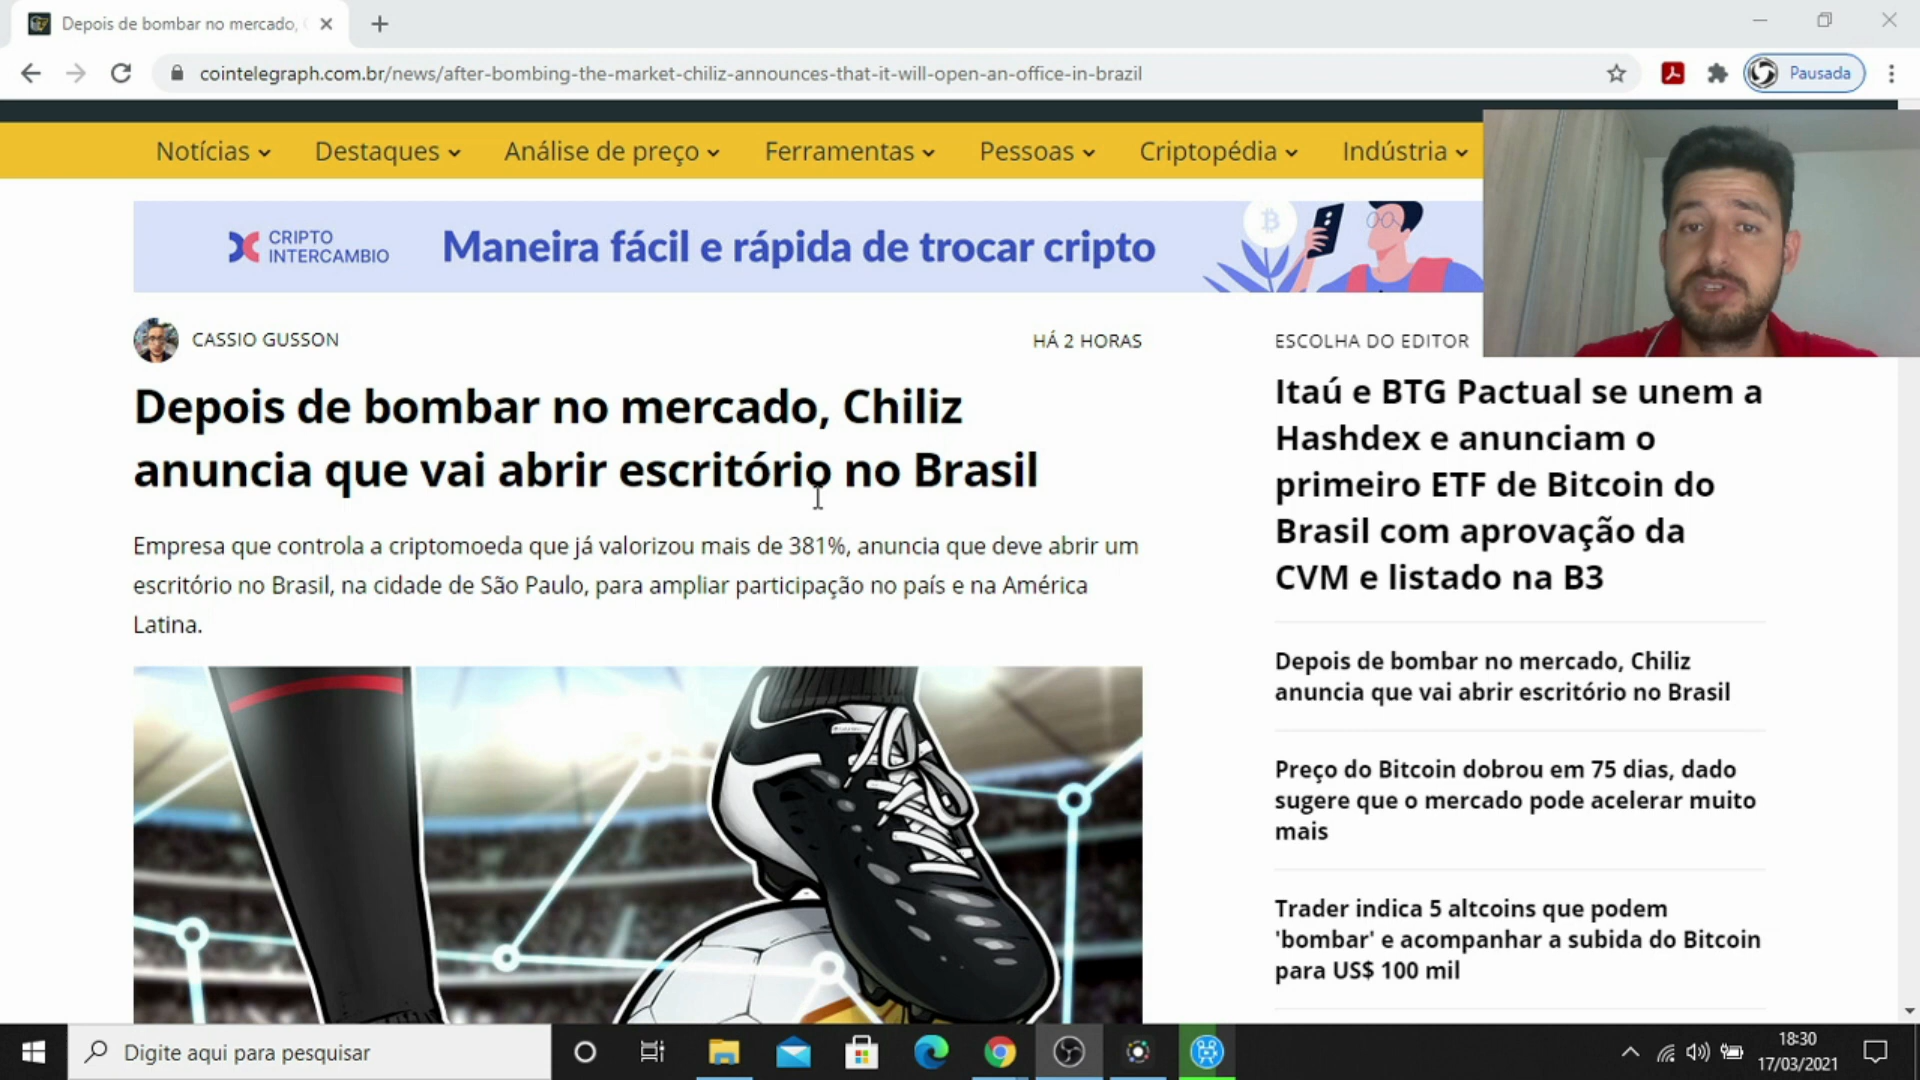 Depois de bombar no mercado,
cointelegraph.com.br/news/after-bombing-the-market-chiliz-announces-that-it-will-open-an-office-in-brazil
Pausada
Notícias
Destaques
Análise de preço
Ferramentas
Pessoas
Criptopédia
Indústria
CRIPTO
INTERCAMBIO
Maneira fácil e rápida de trocar cripto
CASSIO GUSSON
HÁ 2 HORAS
Depois de bombar no mercado, Chiliz
anuncia que vai abrir escritório no Brasil
Empresa que controla a criptomoeda que já valorizou mais de 381%, anuncia que deve abrir um
escritório no Brasil, na cidade de São Paulo, para ampliar participação no país e na América
Latina.
ESCOLHA DO EDITOR
Itaú e BTG Pactual se unem a
Hashdex e anunciam o
primeiro ETF de Bitcoin do
Brasil com aprovação da
CVM e listado na B3
Depois de bombar no mercado, Chiliz
anuncia que vai abrir escritório no Brasil
Preço do Bitcoin dobrou em 75 dias, dado
sugere que o mercado pode acelerar muito
mais
Trader indica 5 altcoins que podem
'bombar' e acompanhar a subida do Bitcoin
para US$ 100 mil
Digite aqui para pesquisar
18:30
17/03/2021